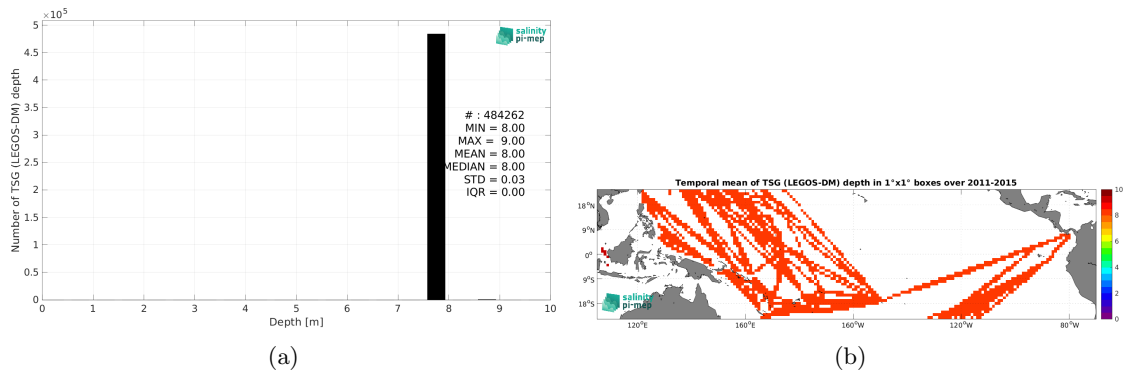 ×10⁵
5
4.5
4
3.5
3
2.5
2
1.5
1
0.5
0
Number of TSG (LEGOS-DM) depth
salinity
pi-mep
# : 484262
MIN = 8.00
MAX = 9.00
MEAN = 8.00
MEDIAN = 8.00
STD = 0.03
IQR = 0.00
0 1 2 3 4 5 6 7 8 9 10
Depth [m]
(a)
Temporal mean of TSG (LEGOS-DM) depth in 1°x1° boxes over 2011-2015
18°N
9°N
0°
9°S
18°S
salinity
pi-mep
120°E 160°E 160°W 120°W 80°W
10
8
6
4
2
0
(b)